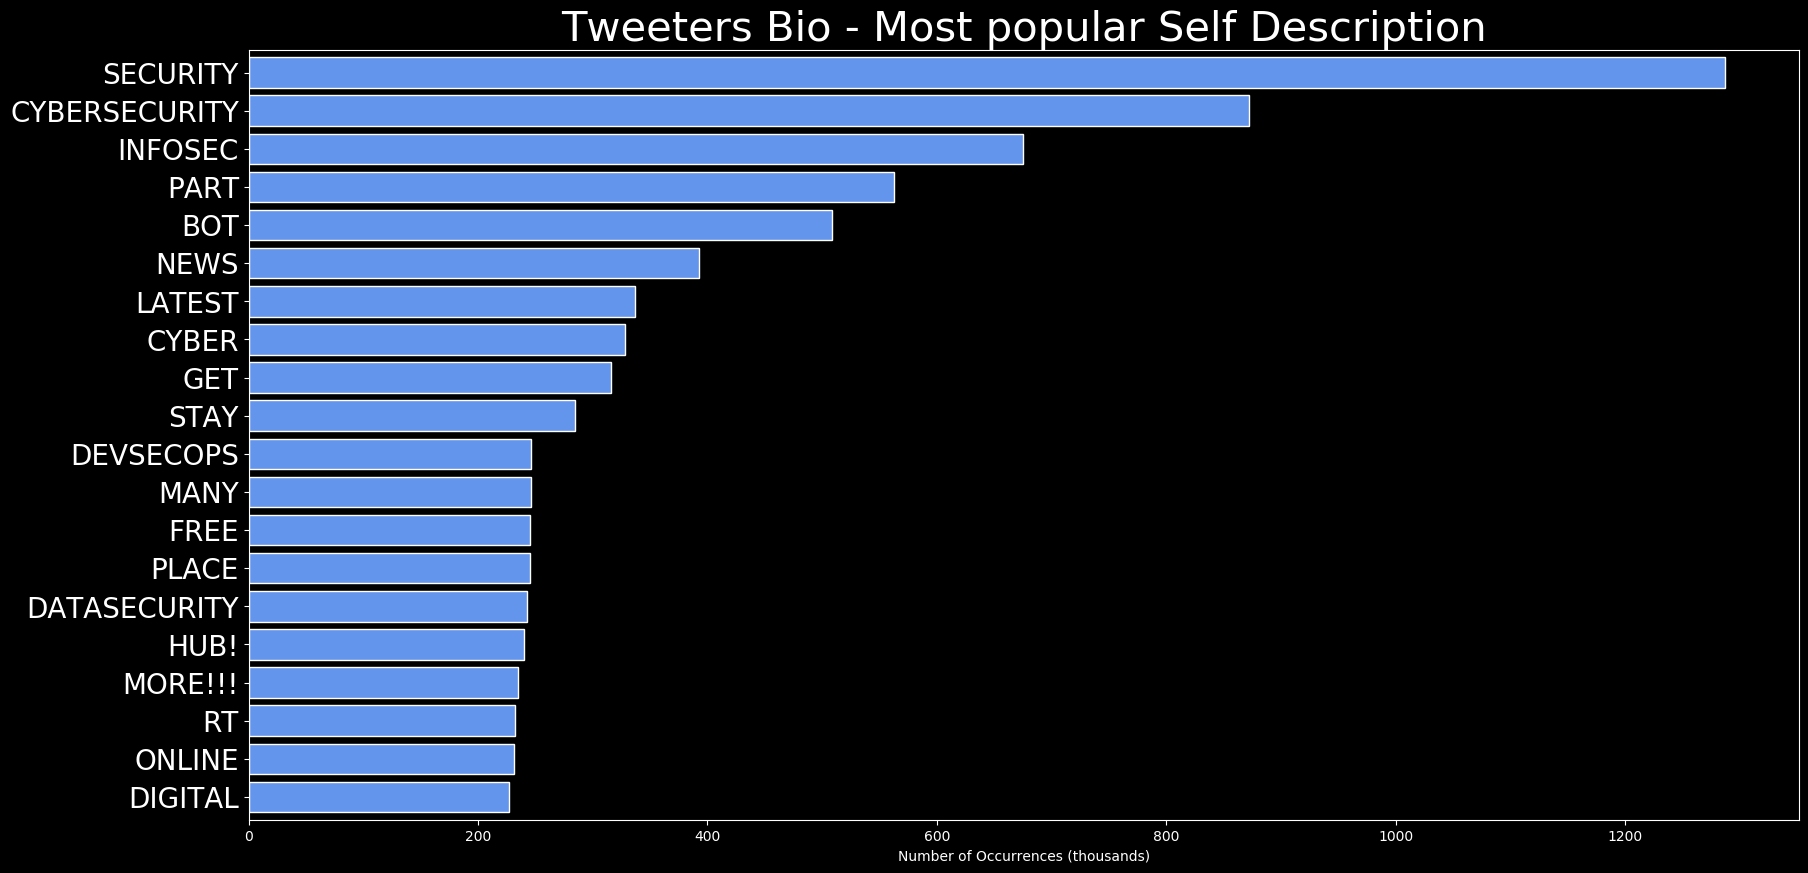 Tweeters Bio - Most popular Self Description
SECURITY
CYBERSECURITY
INFOSEC
PART
BOT
NEWS
LATEST
CYBER
GET
STAY
DEVSECOPS
MANY
FREE
PLACE
DATASECURITY
HUB!
MORE!!!
RT
ONLINE
DIGITAL
0 200 400 600 800 1000 1200
Number of Occurrences (thousands)